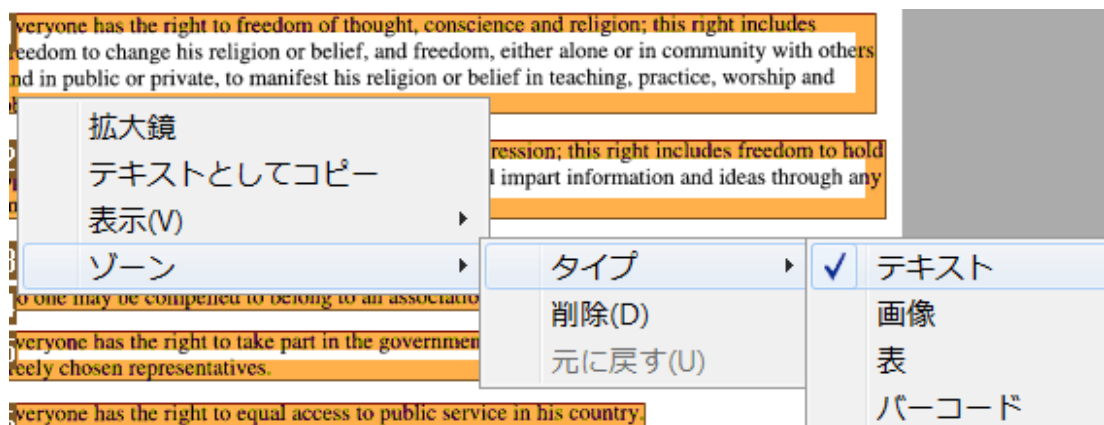 veryone has the right to freedom of thought, conscience and religion; this right includes
eedom to change his religion or belief, and freedom, either alone or in community with others
nd in public or private, to manifest his religion or belief in teaching, practice, worship and
拡大鏡
テキストとしてコピー
表示(V)
ゾーン
ression; this right includes freedom to hold
impart information and ideas through any
タイプ
削除(D)
元に戻す(U)
テキスト
画像
表
バーコード
o one may be compelled to belong to an associatio
veryone has the right to take part in the governmen
eely chosen representatives.
veryone has the right to equal access to public service in his country.